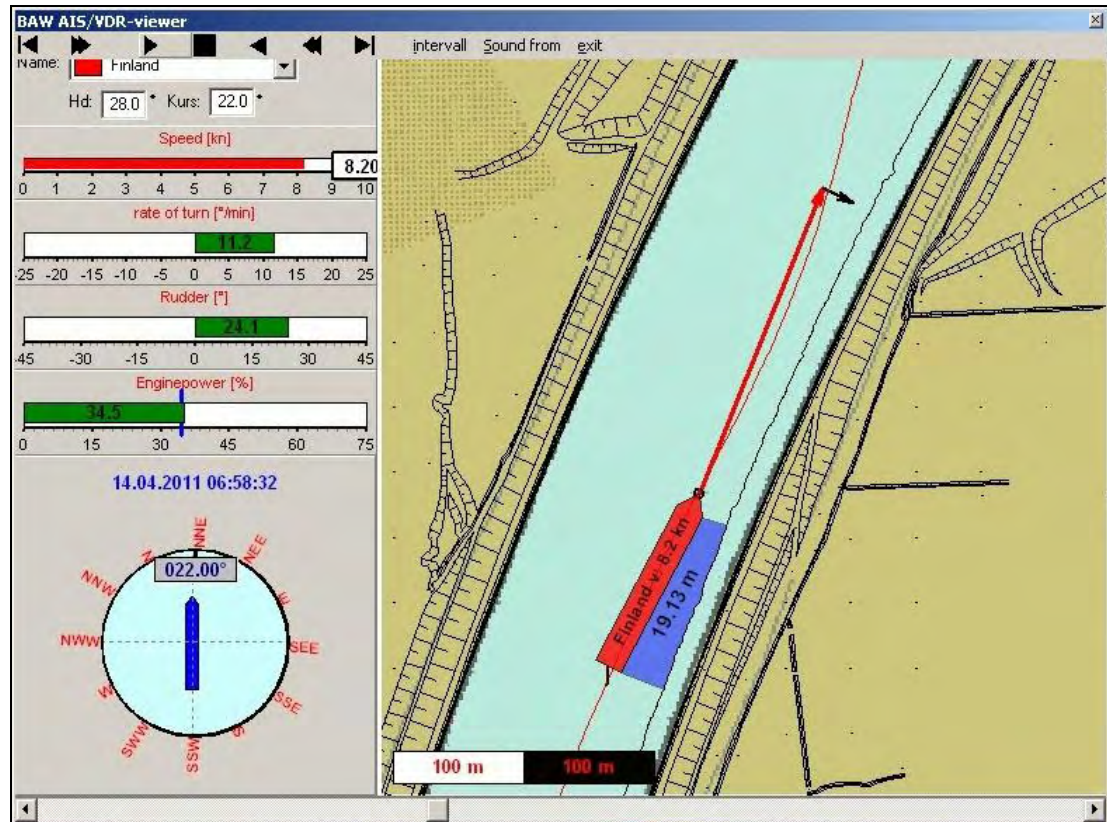 BAW AIS/VDR-viewer
intervall Sound from exit
Name: Finland
Hd: 28.0 ° Kurs: 22.0 °
Speed [kn]
8.20
0 1 2 3 4 5 6 7 8 9 10
rate of turn [°/min]
11.2
-25 -20 -15 -10 -5 0 5 10 15 20 25
Rudder [°]
24.1
-45 -30 -15 0 15 30 45
Enginepower [%]
34.5
0 15 30 45 60 75
14.04.2011 06:58:32
NNE
N
NEE
022.00°
NNW
E
NWW
SEE
W
SSE
SWW
S
SSW
Finland v: 8.2 kn
19.13 m
100 m 100 m